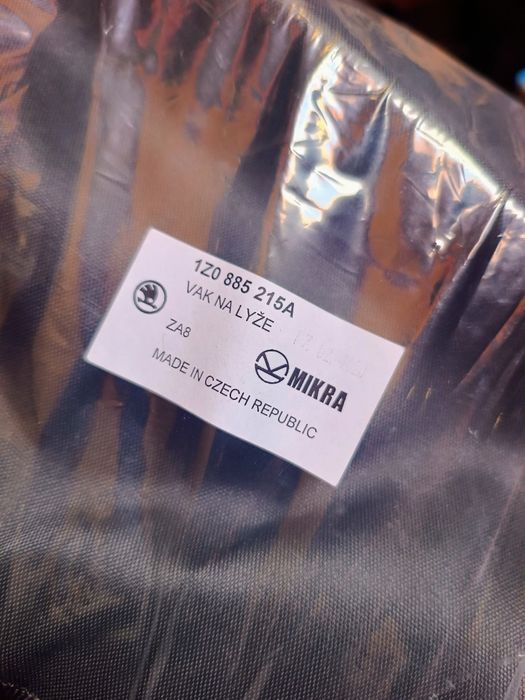 1Z0 885 215A
VAK NA LYŽE
ZA8
MIKRA
MADE IN CZECH REPUBLIC